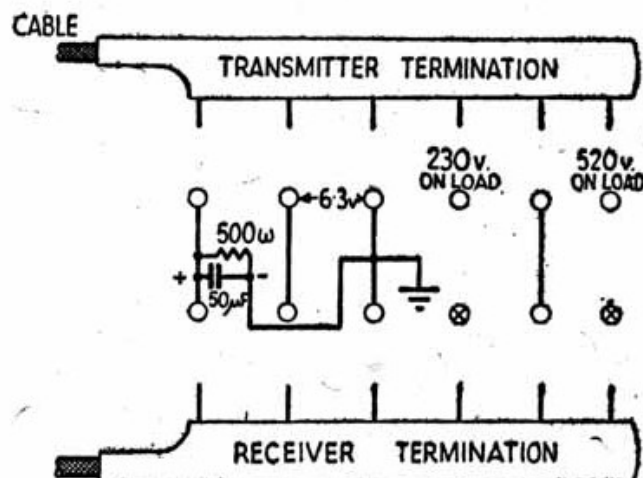 CABLE
TRANSMITTER TERMINATION
230v. 520v.
ON LOAD ON LOAD
6.3v
500ω
+ -
50μF
RECEIVER TERMINATION